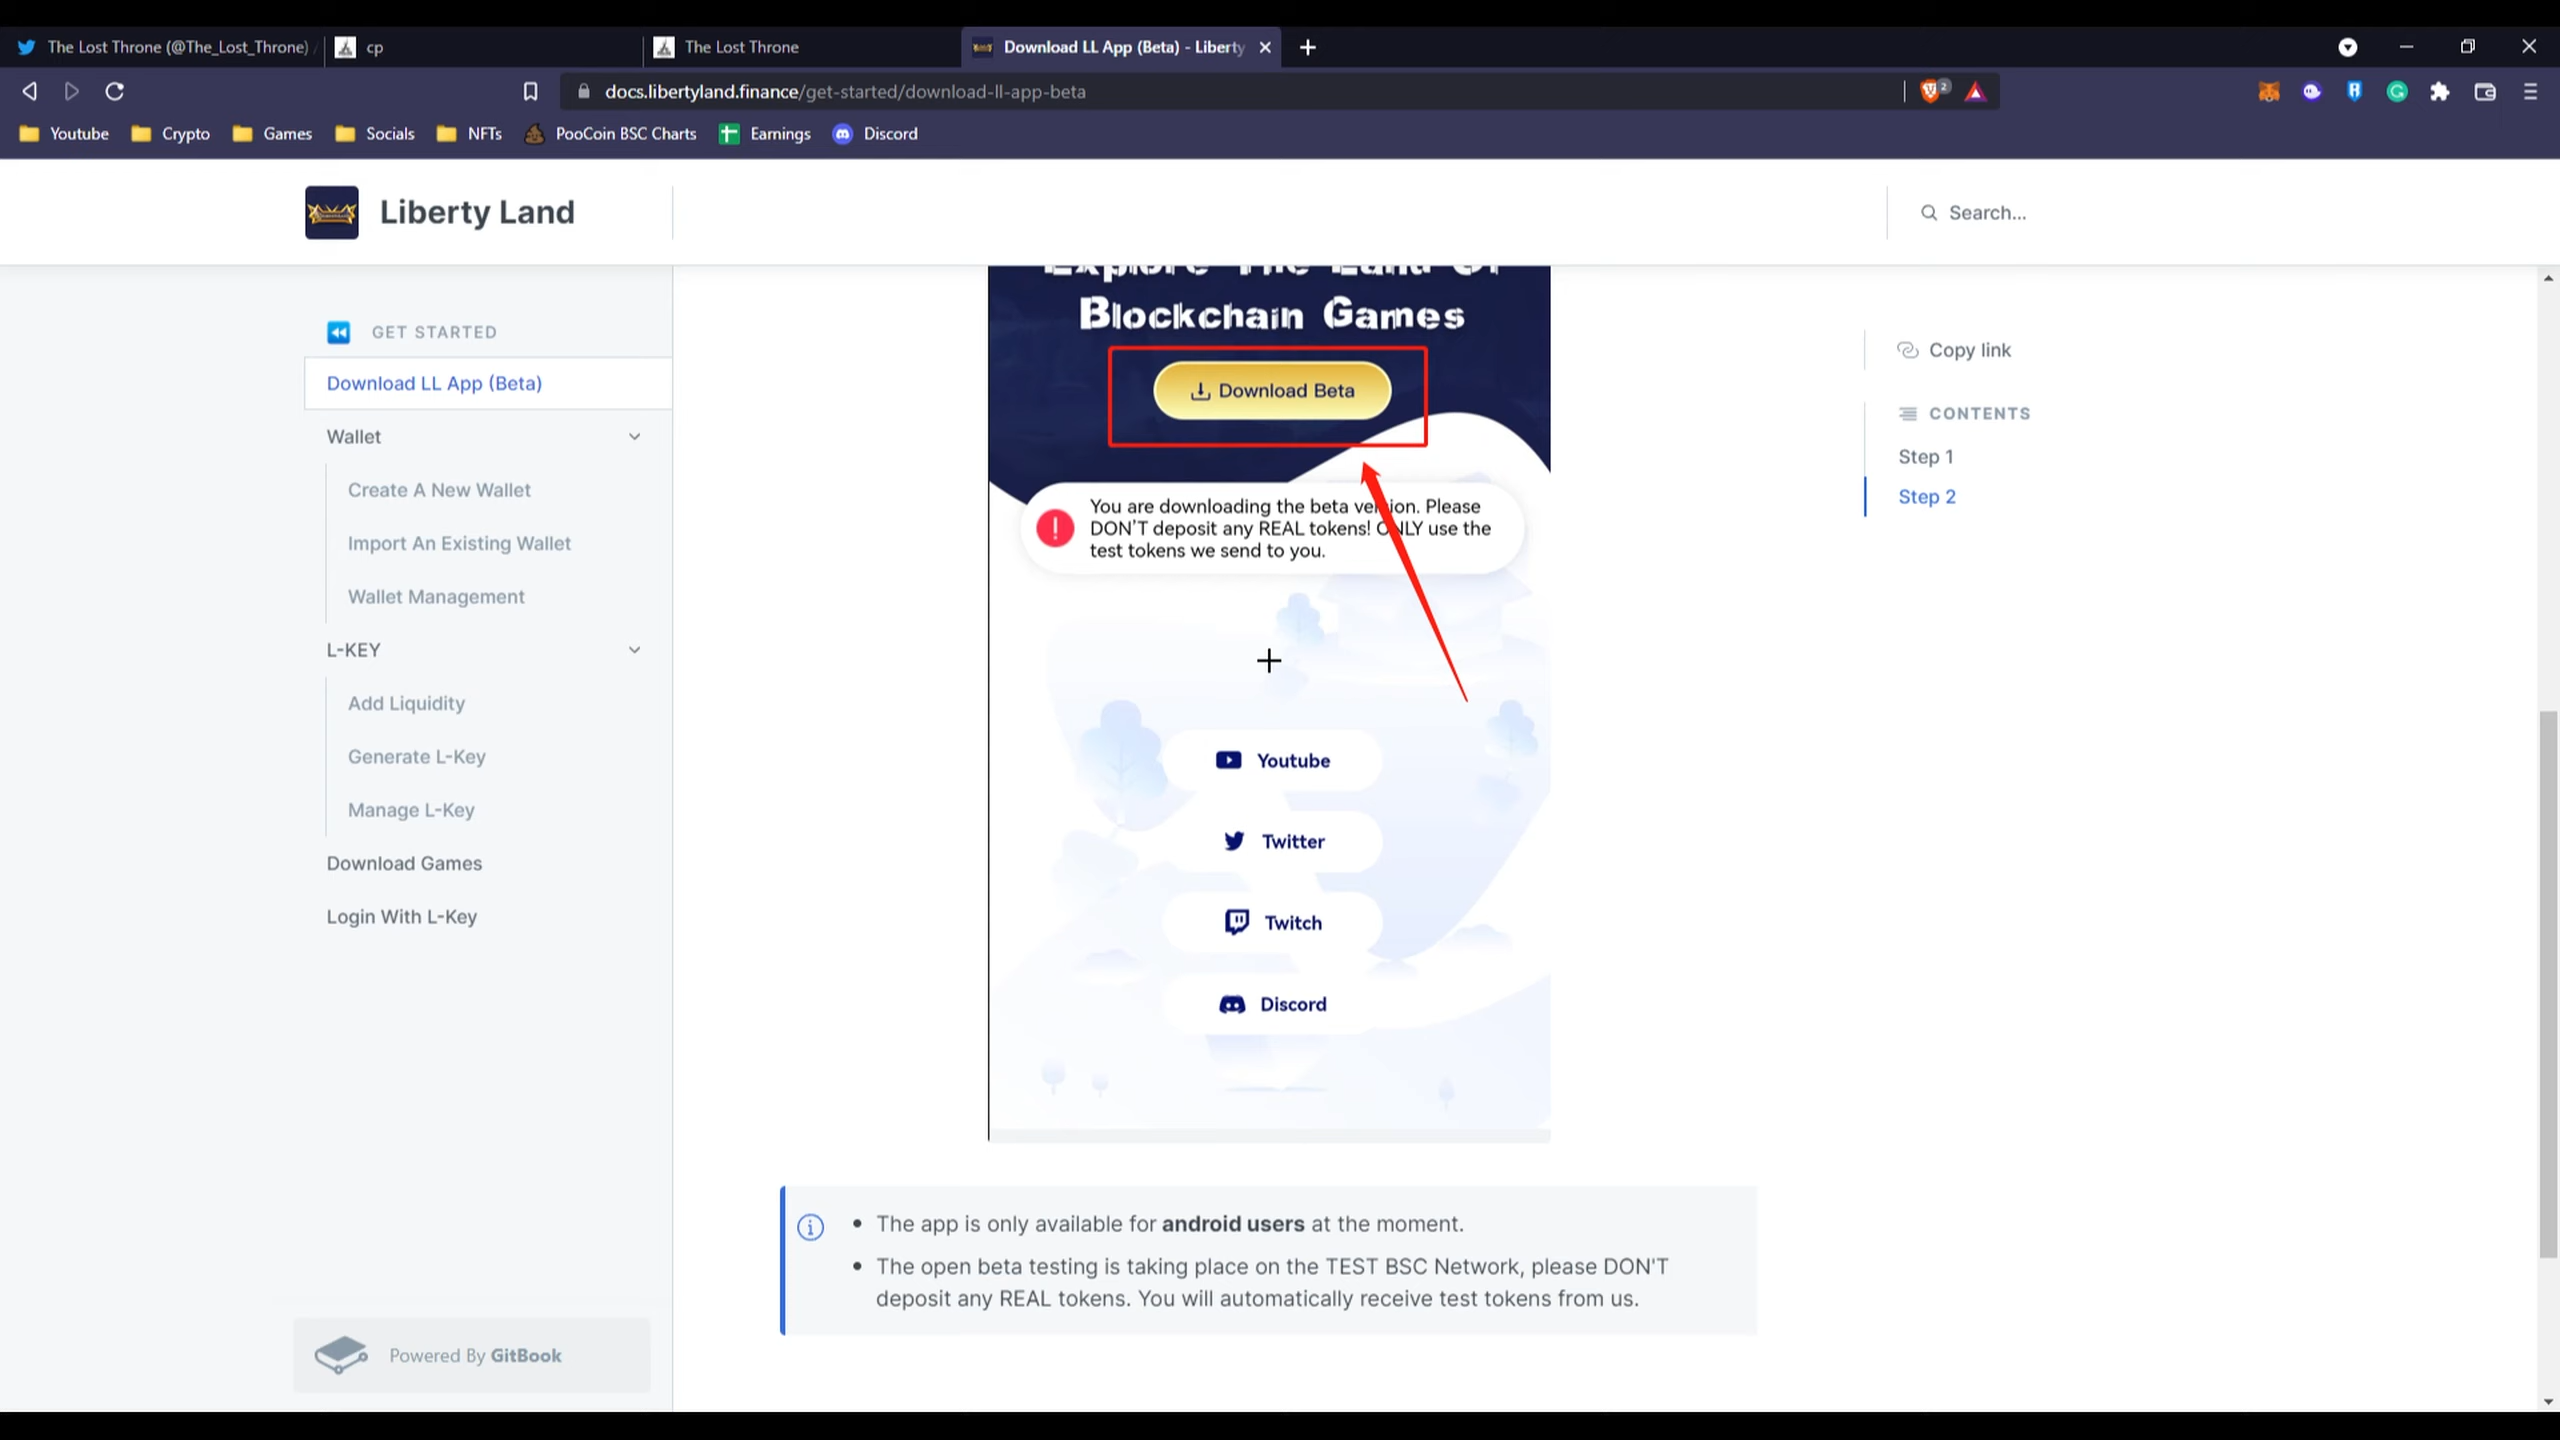 The Lost Throne (@The_Lost_Throne) /
cp
The Lost Throne
Download LL App (Beta) - Liberty
docs.libertyland.finance/get-started/download-ll-app-beta
2
Youtube
Crypto
Games
Socials
NFTs
PooCoin BSC Charts
Earnings
Discord
Liberty Land
Search...
GET STARTED
Download LL App (Beta)
Wallet
Create A New Wallet
Import An Existing Wallet
Wallet Management
L-KEY
Add Liquidity
Generate L-Key
Manage L-Key
Download Games
Login With L-Key
Powered By GitBook
Explore The Land Of
Blockchain Games
Download Beta
You are downloading the beta version. Please
DON'T deposit any REAL tokens! ONLY use the
test tokens we send to you.
Youtube
Twitter
Twitch
Discord
The app is only available for android users at the moment.
The open beta testing is taking place on the TEST BSC Network, please DON'T
deposit any REAL tokens. You will automatically receive test tokens from us.
Copy link
CONTENTS
Step 1
Step 2